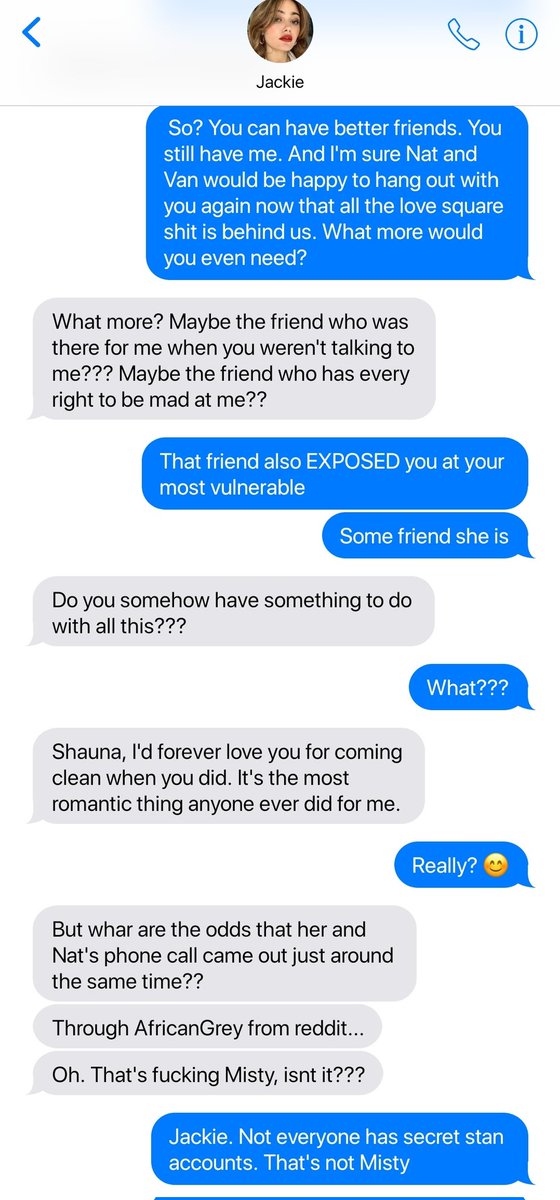 Jackie
So? You can have better friends. You
still have me. And I'm sure Nat and
Van would be happy to hang out with
you again now that all the love square
shit is behind us. What more would
you even need?
What more? Maybe the friend who was
there for me when you weren't talking to
me??? Maybe the friend who has every
right to be mad at me??
That friend also EXPOSED you at your
most vulnerable
Some friend she is
Do you somehow have something to do
with all this???
What???
Shauna, I'd forever love you for coming
clean when you did. It's the most
romantic thing anyone ever did for me.
Really? 😊
But whar are the odds that her and
Nat's phone call came out just around
the same time??
Through AfricanGrey from reddit...
Oh. That's fucking Misty, isnt it???
Jackie. Not everyone has secret stan
accounts. That's not Misty